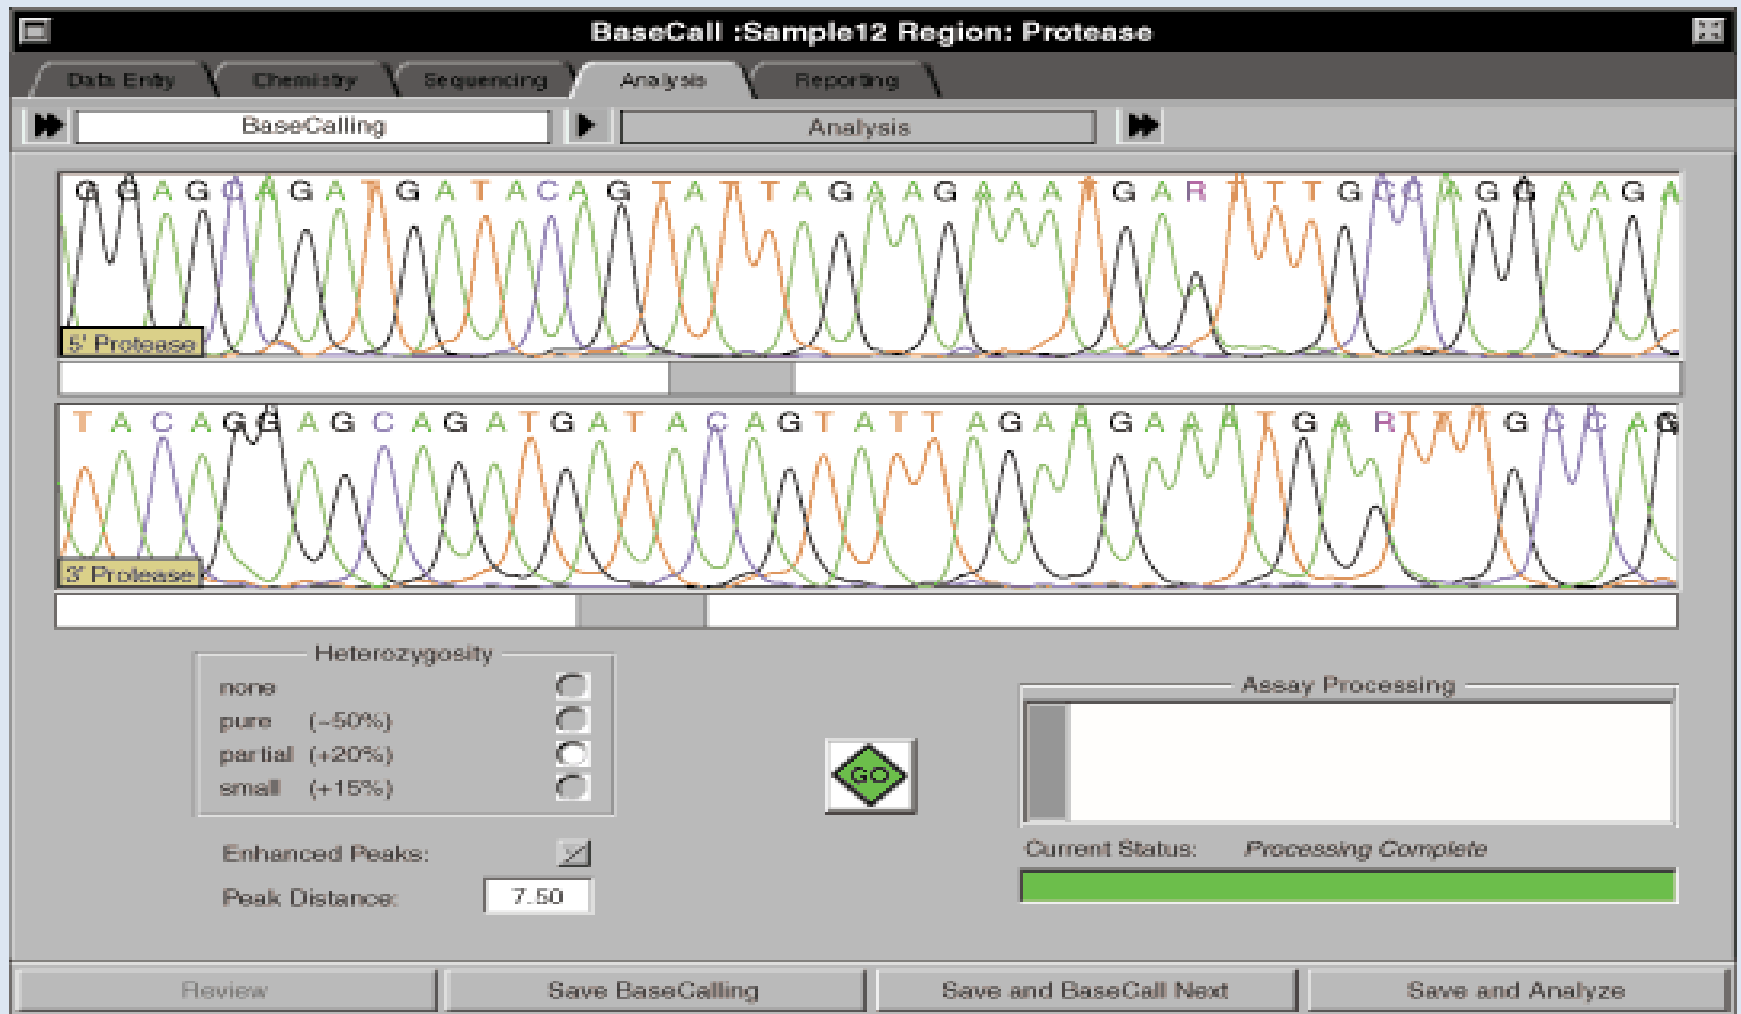 BaseCall :Sample12 Region: Protease
Data Entry Chemistry Sequencing Analysis Reporting
BaseCalling Analysis
G G A G C A G A T G A T A C A G T A T T A G A A G A A A T G A R T T T G C C A G G A A G A
5' Protease
T A C A G G A G C A G A T G A T A C A G T A T T A G A A G A A A T G A R T T T G C C A G
3' Protease
Heterozygosity
none
pure (~50%)
partial (+20%)
small (+15%)
Enhanced Peaks:
Peak Distance: 7.50
GO
Assay Processing
Current Status: Processing Complete
Review Save BaseCalling Save and BaseCall Next Save and Analyze